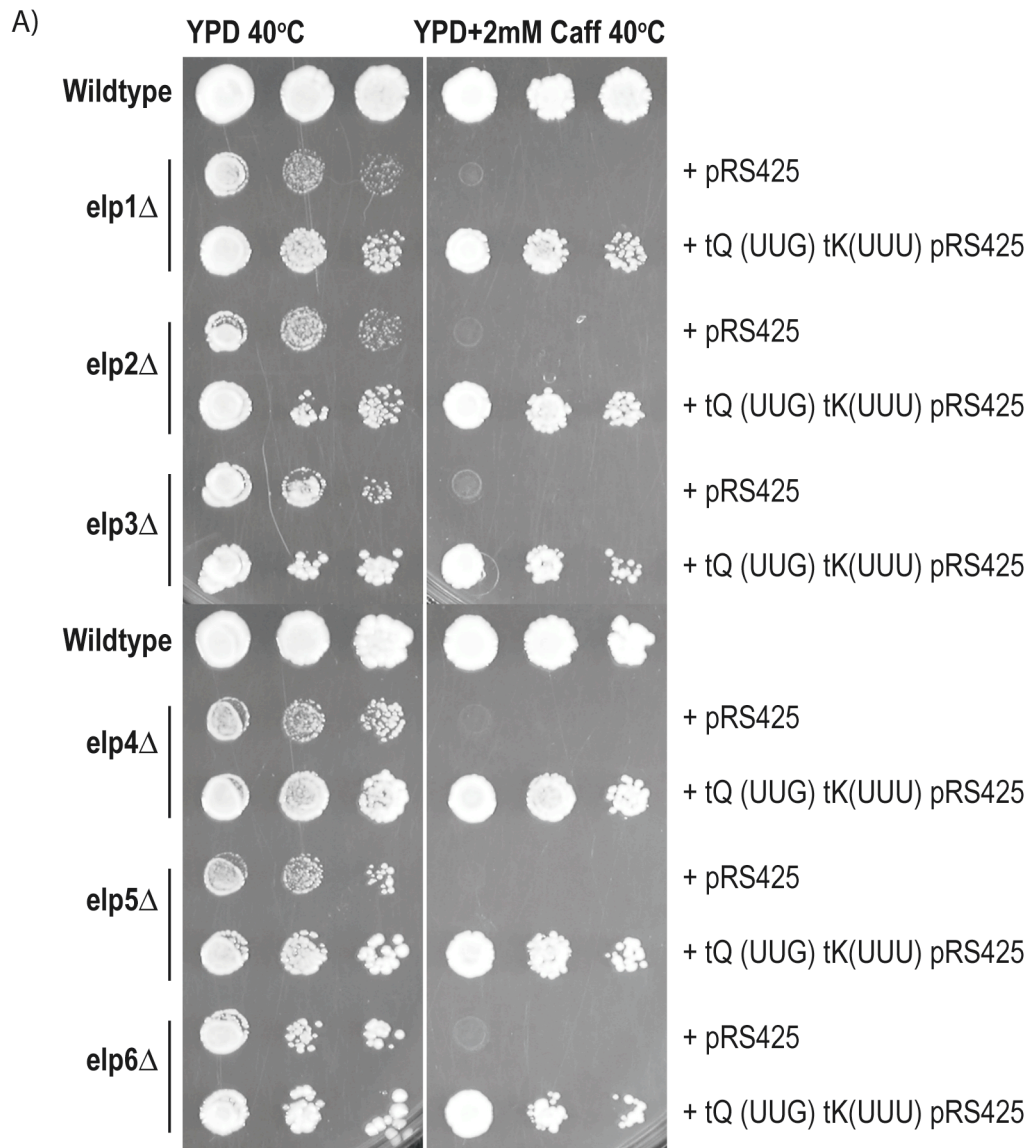 A)
YPD 40ºC YPD+2mM Caff 40ºC
Wildtype
+ pRS425
elp1Δ
+ tQ (UUG) tK(UUU) pRS425
+ pRS425
elp2Δ
+ tQ (UUG) tK(UUU) pRS425
+ pRS425
elp3Δ
+ tQ (UUG) tK(UUU) pRS425
Wildtype
+ pRS425
elp4Δ
+ tQ (UUG) tK(UUU) pRS425
+ pRS425
elp5Δ
+ tQ (UUG) tK(UUU) pRS425
+ pRS425
elp6Δ
+ tQ (UUG) tK(UUU) pRS425